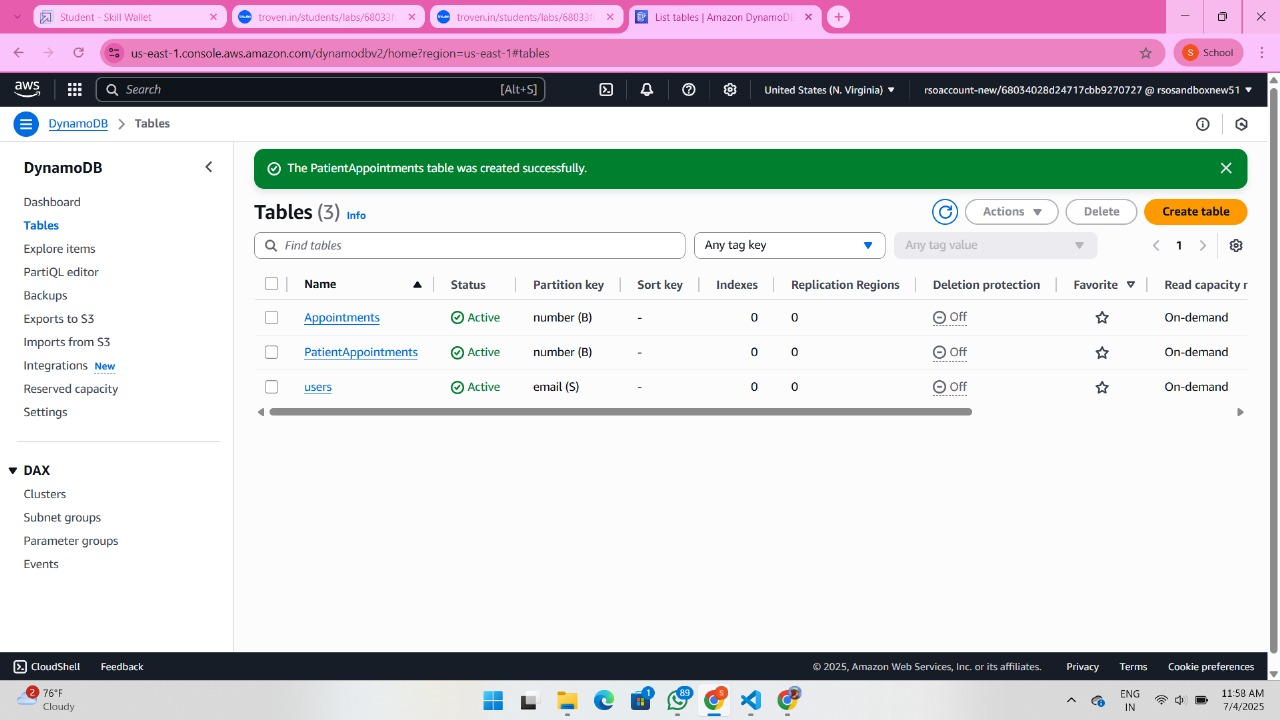 Student - Skill Wallet
troven.in/students/labs/68033f
troven.in/students/labs/68033f
List tables | Amazon DynamoDB
us-east-1.console.aws.amazon.com/dynamodbv2/home?region=us-east-1#tables
S School
aws
Search [Alt+S]
United States (N. Virginia)
rsoaccount-new/68034028d24717cbb9270727 @ rsosandboxnew51
DynamoDB
Tables
DynamoDB
Dashboard
Tables
Explore items
PartiQL editor
Backups
Exports to S3
Imports from S3
Integrations New
Reserved capacity
Settings
DAX
Clusters
Subnet groups
Parameter groups
Events
The PatientAppointments table was created successfully.
Tables (3) Info
Actions
Delete
Create table
Find tables
Any tag key
Any tag value
1
Name Status Partition key Sort key Indexes Replication Regions Deletion protection Favorite Read capacity r
Appointments Active number (B) - 0 0 Off On-demand
PatientAppointments Active number (B) - 0 0 Off On-demand
users Active email (S) - 0 0 Off On-demand
CloudShell Feedback
© 2025, Amazon Web Services, Inc. or its affiliates. Privacy Terms Cookie preferences
2
76°F
Cloudy
1
89
S
ENG
IN
11:58 AM
7/4/2025